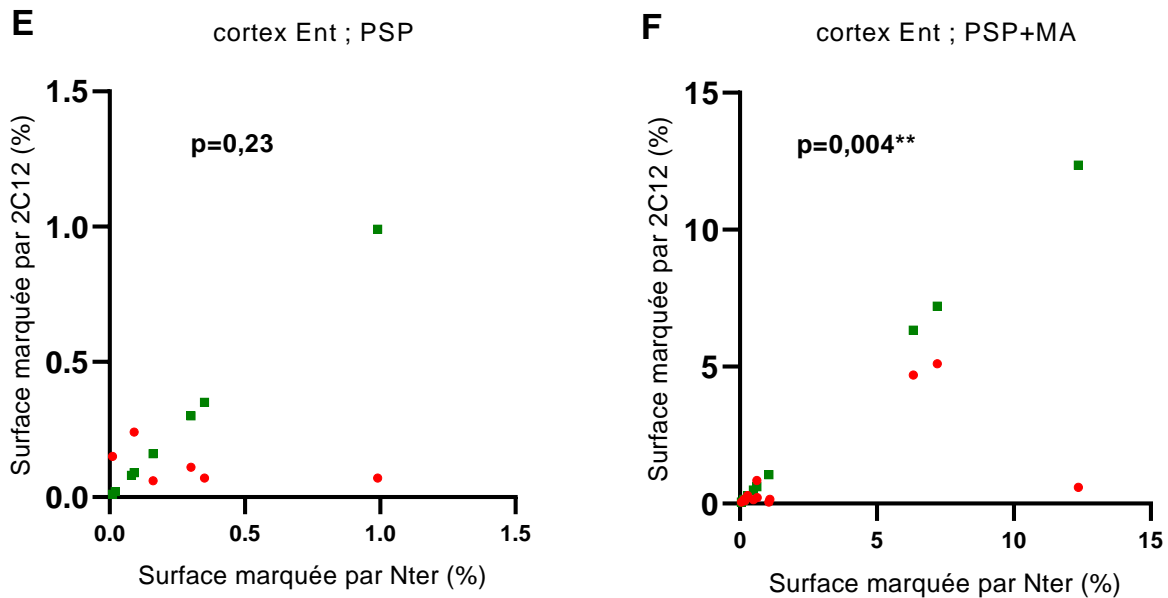 E
cortex Ent ; PSP
Surface marquée par 2C12 (%)
1.5
1.0
0.5
0.0
p=0,23
0.0 0.5 1.0 1.5
Surface marquée par Nter (%)
F
cortex Ent ; PSP+MA
Surface marquée par 2C12 (%)
15
10
5
0
p=0,004**
0 5 10 15
Surface marquée par Nter (%)